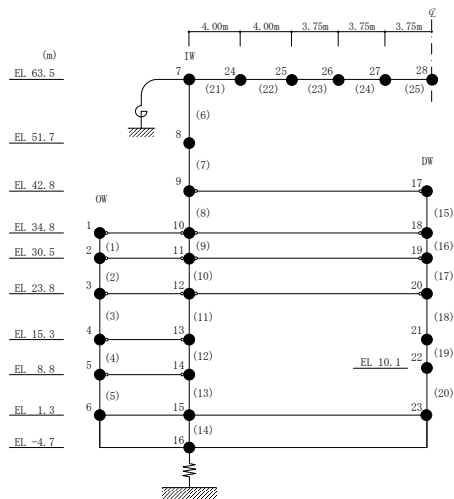 ℄
4.00m 4.00m 3.75m 3.75m 3.75m
(m) IW
EL 63.5 7 24 25 26 27 28
(21) (22) (23) (24) (25)
(6)
EL 51.7 8
(7) DW
EL 42.8 9 17
OW (8) (15)
EL 34.8 1 10 18
(1) (9) (16)
EL 30.5 2 11 19
(2) (10) (17)
EL 23.8 3 12 20
(3) (11) (18)
EL 15.3 4 13 21
(4) (12) (19)
EL 10.1 22
EL 8.8 5 14
(5) (13) (20)
EL 1.3 6 15 23
(14)
EL -4.7 16